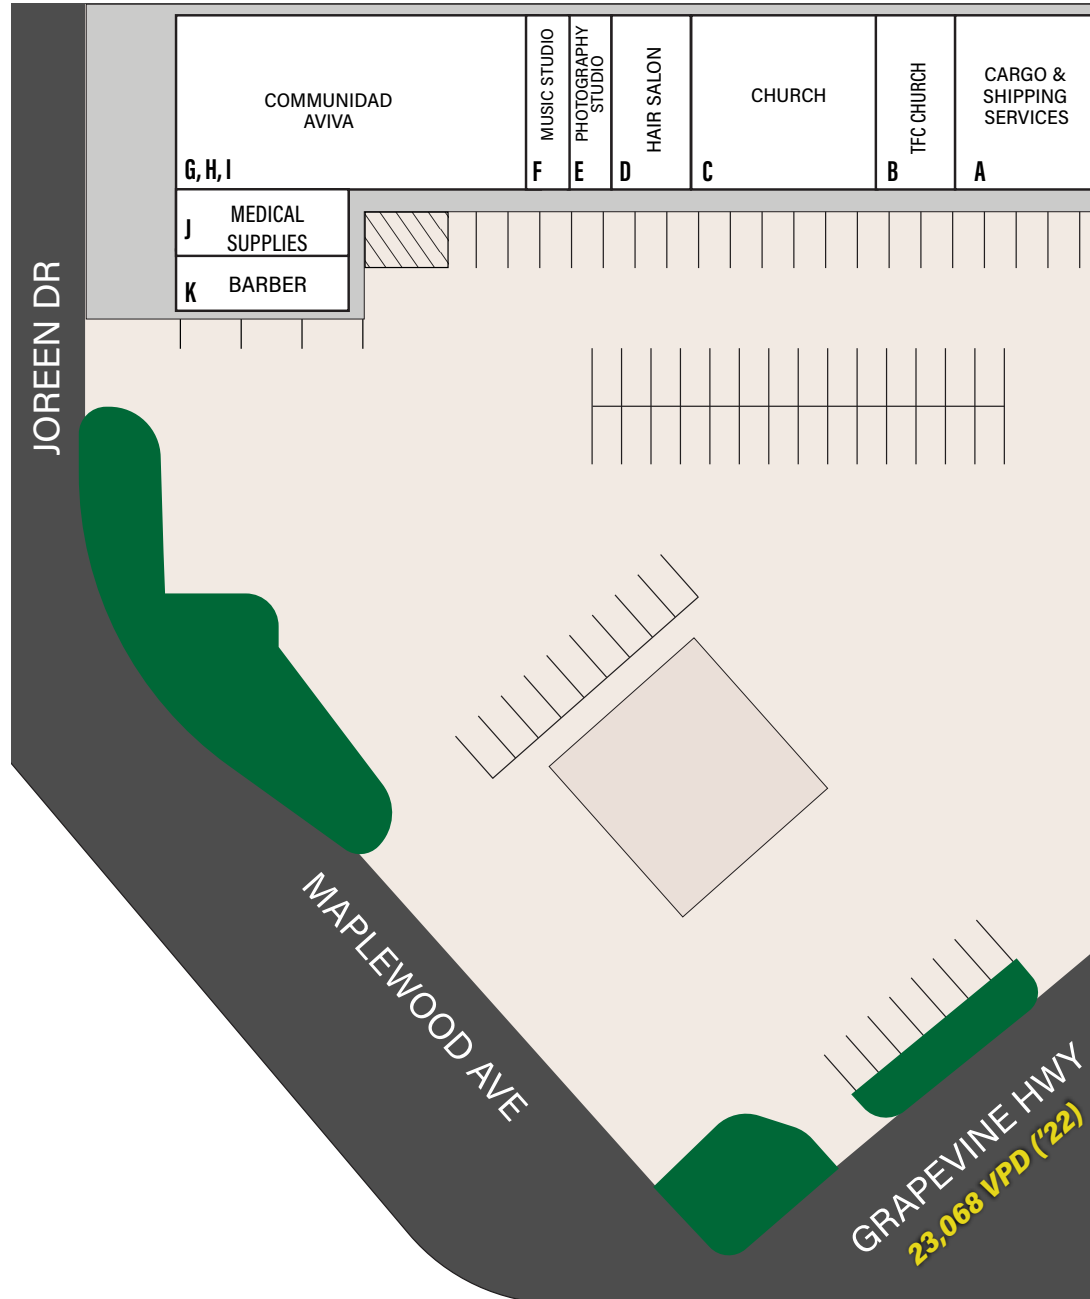 COMMUNIDAD
AVIVA
G, H, I
MUSIC STUDIO
F
PHOTOGRAPHY
STUDIO
E
HAIR SALON
D
CHURCH
C
TFC CHURCH
B
CARGO &
SHIPPING
SERVICES
A
J
MEDICAL
SUPPLIES
K
BARBER
JOREEN DR
MAPLEWOOD AVE
GRAPEVINE HWY
23,068 VPD ('22)